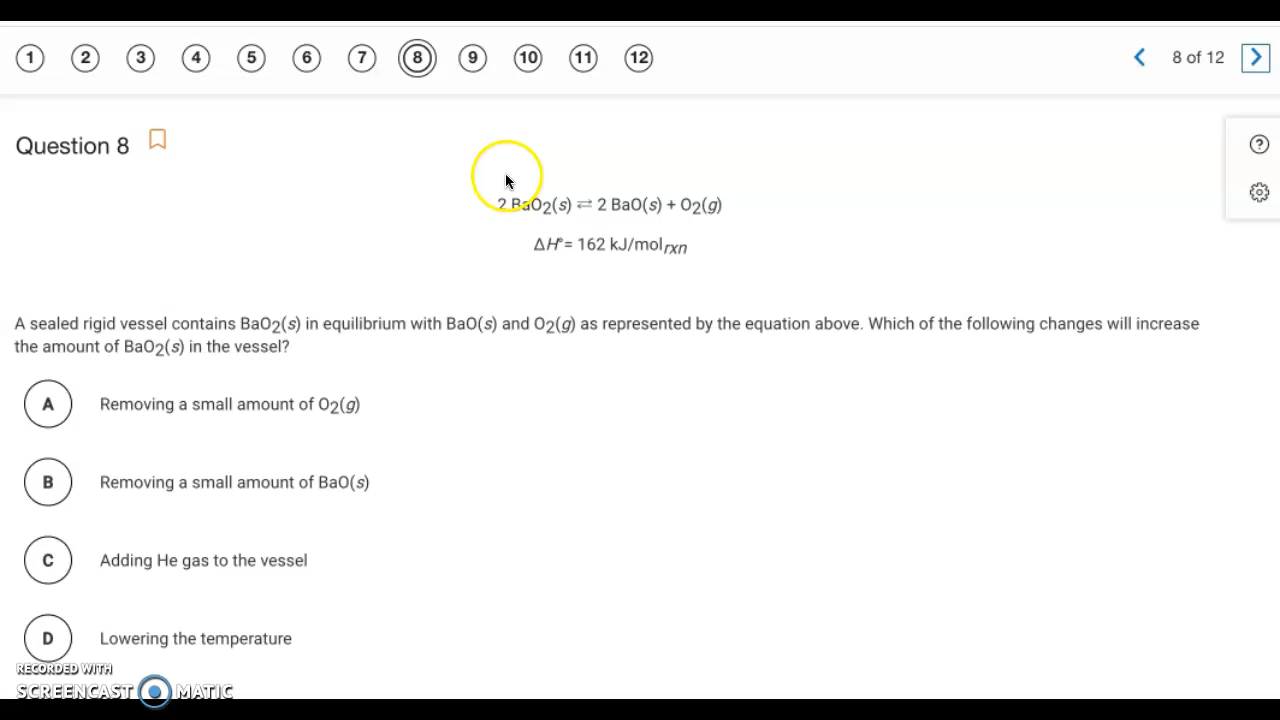 1 2 3 4 5 6 7 8 9 10 11 12 8 of 12
Question 8
2 BaO2(s) ⇄ 2 BaO(s) + O2(g)
ΔH°= 162 kJ/molrxn
A sealed rigid vessel contains BaO2(s) in equilibrium with BaO(s) and O2(g) as represented by the equation above. Which of the following changes will increase
the amount of BaO2(s) in the vessel?
A Removing a small amount of O2(g)
B Removing a small amount of BaO(s)
C Adding He gas to the vessel
D Lowering the temperature
RECORDED WITH
SCREENCAST MATIC